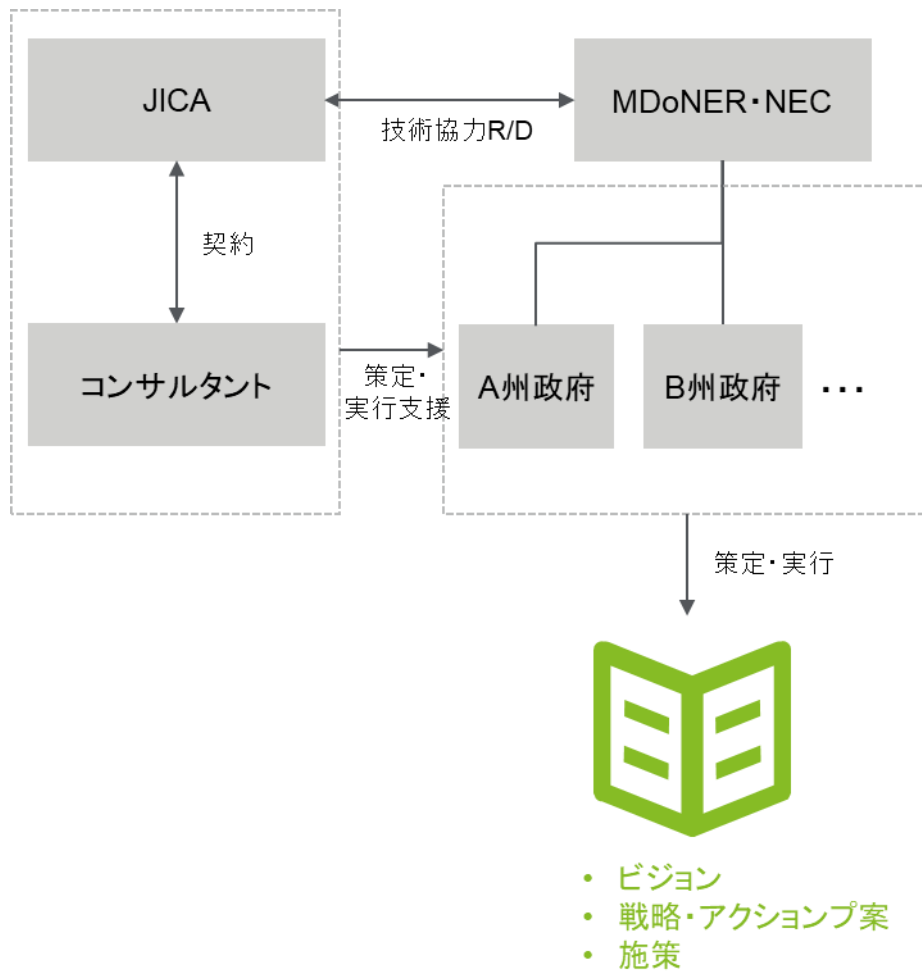 JICA
MDoNER・NEC
技術協力R/D
契約
コンサルタント
策定・
実行支援
A州政府
B州政府
・・・
策定・実行
• ビジョン
• 戦略・アクションプ案
• 施策